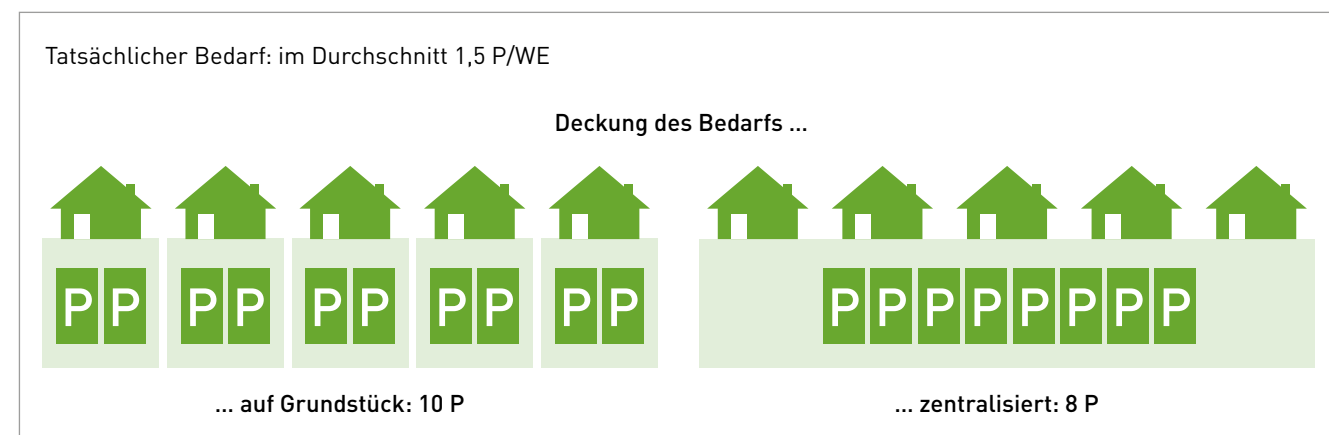 Tatsächlicher Bedarf: im Durchschnitt 1,5 P/WE
Deckung des Bedarfs ...
P P P P P P P P P P
P P P P P P P P
... auf Grundstück: 10 P
... zentralisiert: 8 P